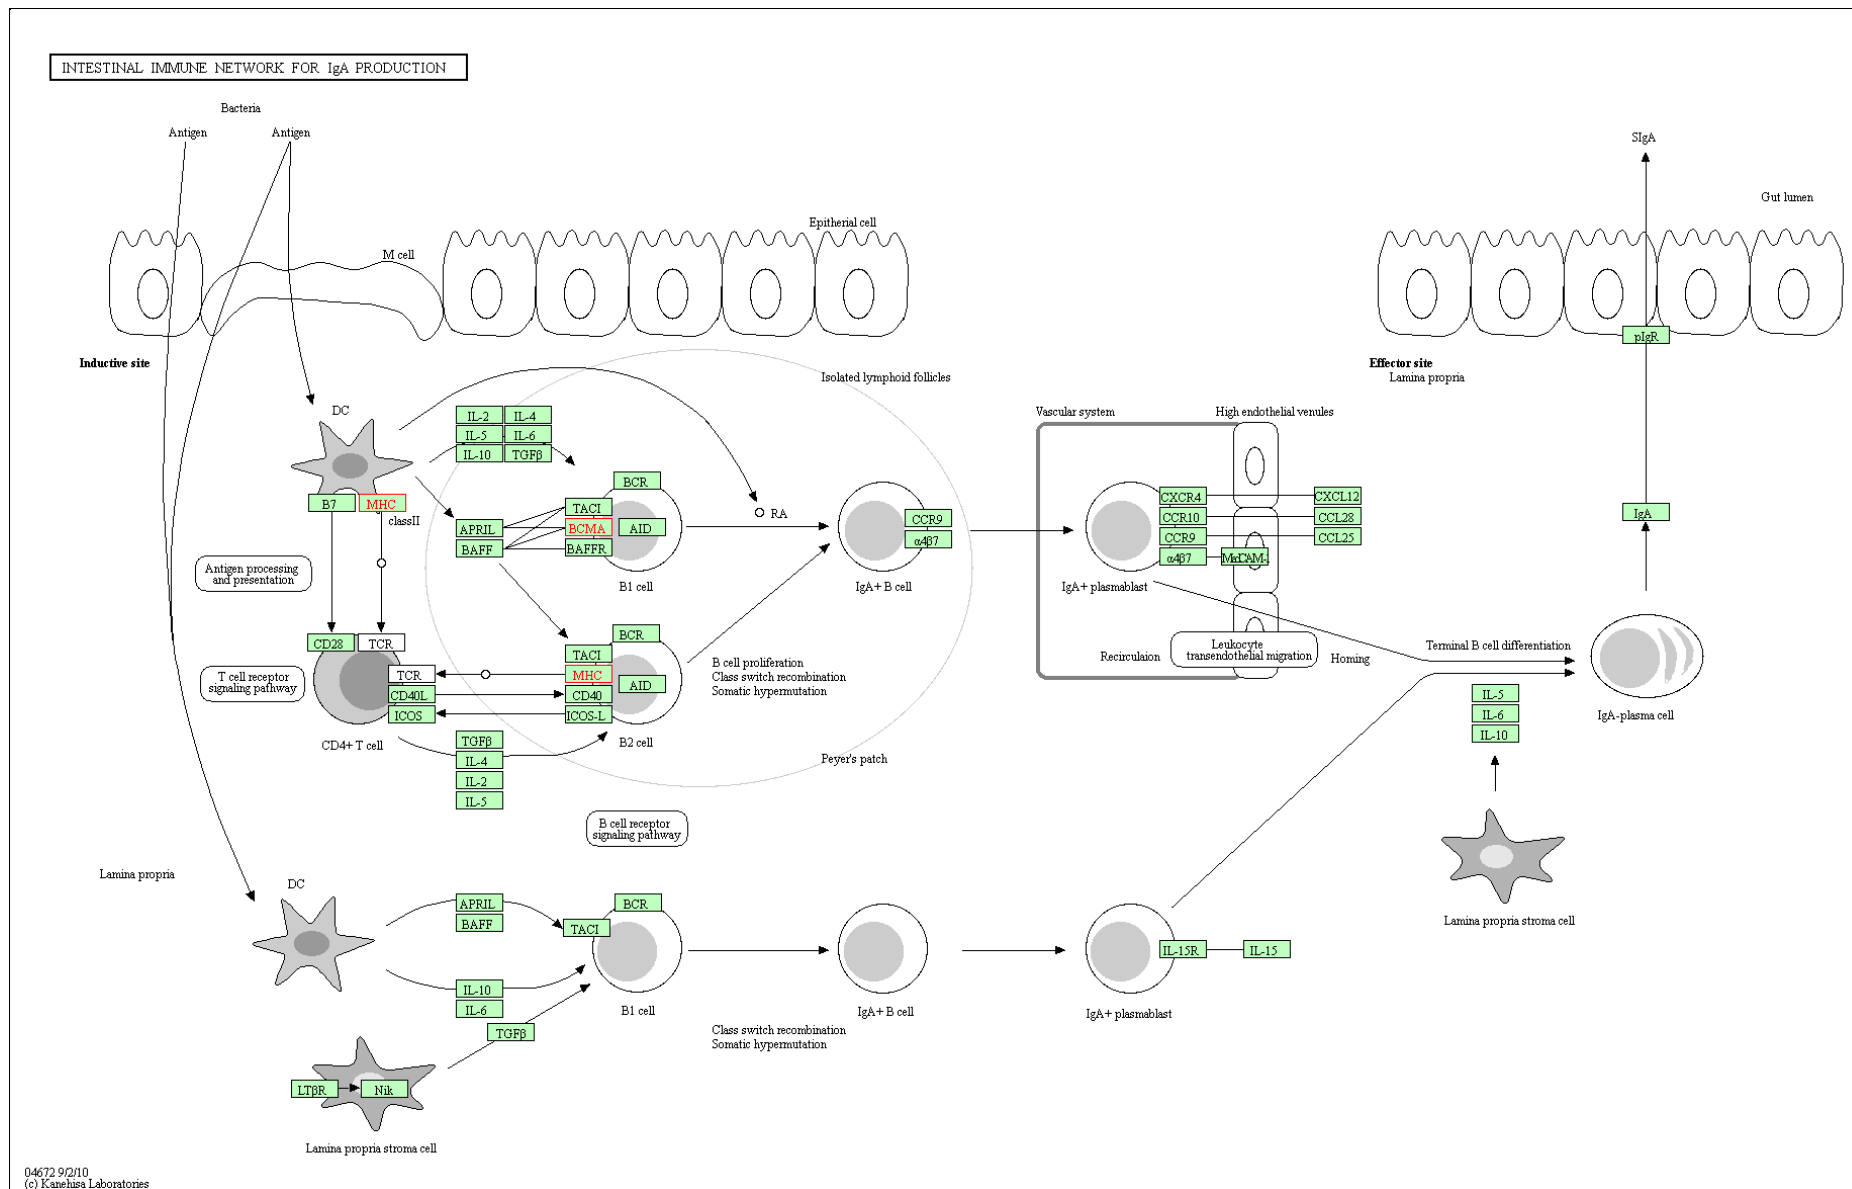 INTESTINAL IMMUNE NETWORK FOR IgA PRODUCTION
Bacteria
Antigen
Antigen
SIgA
Gut lumen
Epitherial cell
M cell
pIgR
Inductive site
Effector site
Lamina propria
Isolated lymphoid follicles
DC
Vascular system
High endothelial venules
IL-2
IL-4
IL-5
IL-6
IL-10
TGFβ
BCR
B7
MHC
classII
TACI
APRIL
BCMA
AID
BAFF
BAFFR
RA
CCR9
α4β7
CXCR4
CXCL12
CCR10
CCL28
CCR9
CCL25
α4β7
IgA
B1 cell
IgA+ B cell
IgA+ plasmablast
Antigen processing
and presentation
CD28
TCR
BCR
TACI
TCR
MHC
AID
CD40L
CD40
ICOS
ICOS-L
T cell receptor
signaling pathway
B cell proliferation
Class switch recombination
Somatic hypermutation
Recirculaion
Leukocyte
transendothelial migration
Homing
Terminal B cell differentiation
IL-5
IL-6
IL-10
IgA-plasma cell
CD4+ T cell
B2 cell
TGFβ
IL-4
IL-2
IL-5
Peyer's patch
B cell receptor
signaling pathway
Lamina propria
DC
APRIL
BAFF
BCR
TACI
Lamina propria stroma cell
IL-15R
IL-15
IL-10
IL-6
TGFβ
B1 cell
IgA+ B cell
IgA+ plasmablast
Class switch recombination
Somatic hypermutation
LTβR
Nik
Lamina propria stroma cell
04672 9/2/10
(c) Kanehisa Laboratories